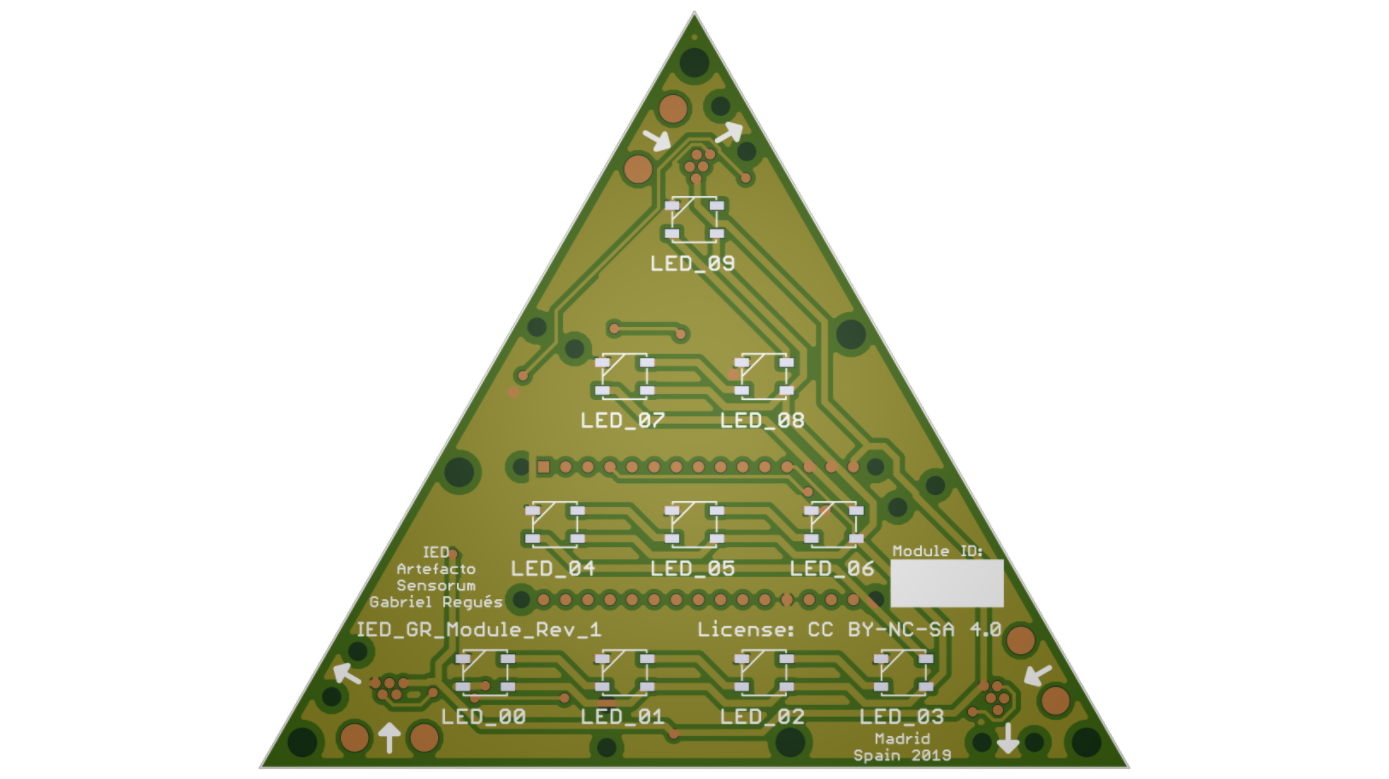 LED_09
LED_07 LED_08
LED_04 LED_05 LED_06
Module ID:
IED
Artefacto
Sensorum
Gabriel Regués
IED_GR_Module_Rev_1
License: CC BY-NC-SA 4.0
LED_00 LED_01 LED_02 LED_03
Madrid
Spain 2019